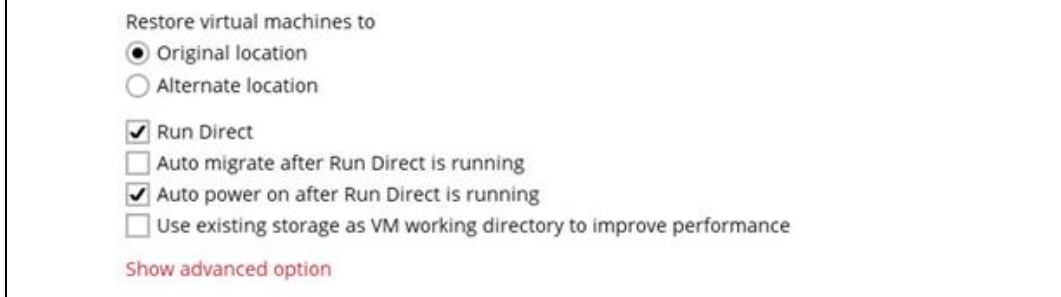 Restore virtual machines to
Original location
Alternate location
Run Direct
Auto migrate after Run Direct is running
Auto power on after Run Direct is running
Use existing storage as VM working directory to improve performance
Show advanced option